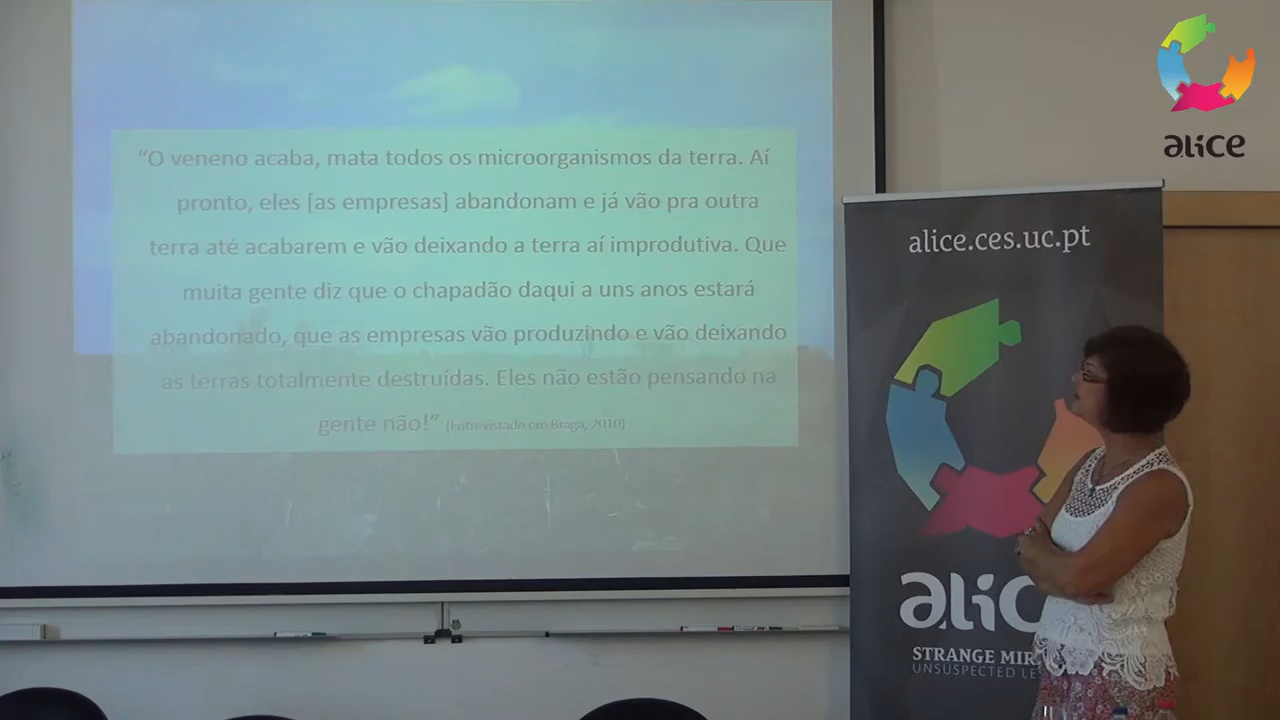 “O veneno acaba, mata todos os microorganismos da terra. Aí
pronto, eles [as empresas] abandonam e já vão pra outra
terra até acabarem e vão deixando a terra aí improdutiva. Que
muita gente diz que o chapadão daqui a uns anos estará
abandonado, que as empresas vão produzindo e vão deixando
as terras totalmente destruídas. Eles não estão pensando na
gente não!” (Entrevistado em Braga, 2010)
alice
alice.ces.uc.pt
alic
STRANGE MIR
UNSUSPECTED LE